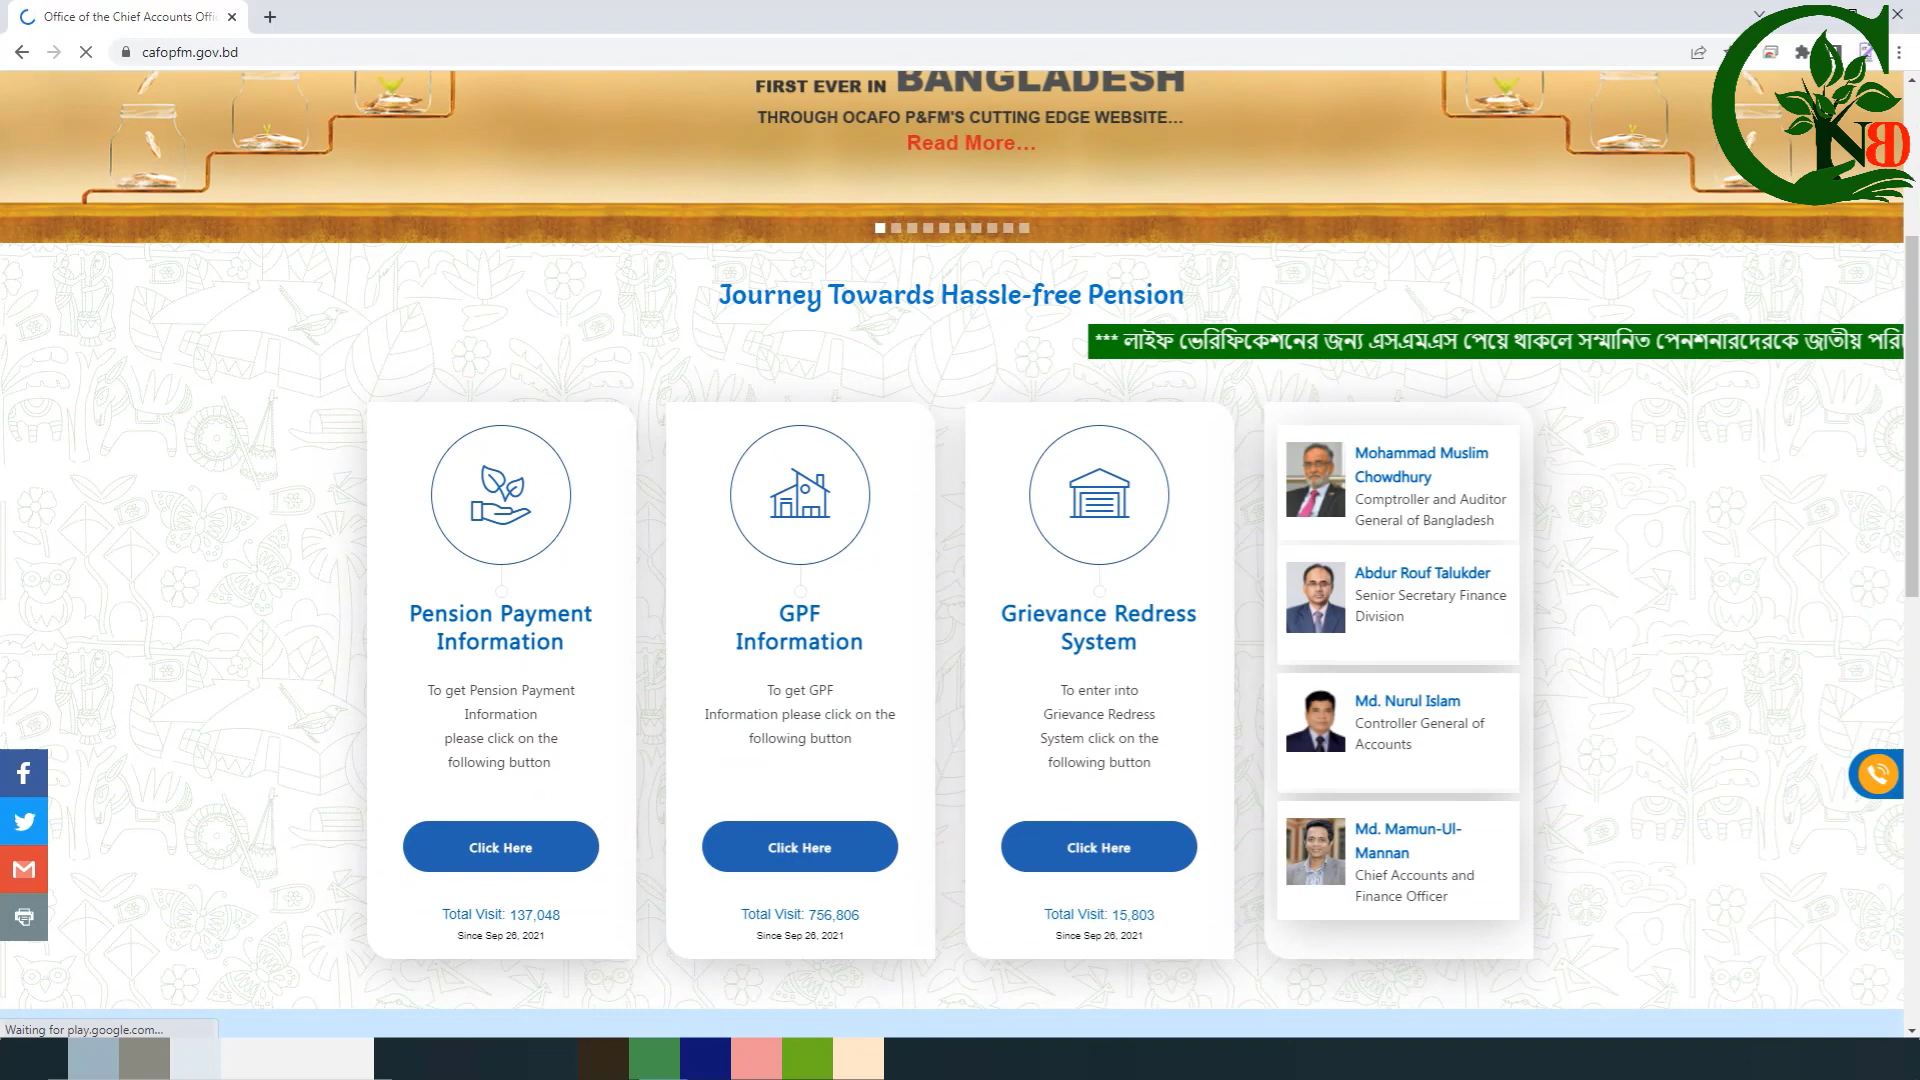 Office of the Chief Accounts Offi
cafopfm.gov.bd
FIRST EVER IN BANGLADESH
THROUGH OCAFO P&FM'S CUTTING EDGE WEBSITE...
Read More...
NBD
Journey Towards Hassle-free Pension
*** লাইফ ভেরিফিকেশনের জন্য এসএমএস পেয়ে থাকলে সম্মানিত পেনশনারদেরকে জাতীয়
Pension Payment
Information
To get Pension Payment
Information
please click on the
following button
Click Here
Total Visit: 137,048
Since Sep 26, 2021
GPF
Information
To get GPF
Information please click on the
following button
Click Here
Total Visit: 756,806
Since Sep 26, 2021
Grievance Redress
System
To enter into
Grievance Redress
System click on the
following button
Click Here
Total Visit: 15,803
Since Sep 26, 2021
Mohammad Muslim
Chowdhury
Comptroller and Auditor
General of Bangladesh
Abdur Rouf Talukder
Senior Secretary Finance
Division
Md. Nurul Islam
Controller General of
Accounts
Md. Mamun-Ul-
Mannan
Chief Accounts and
Finance Officer
Waiting for play.google.com...